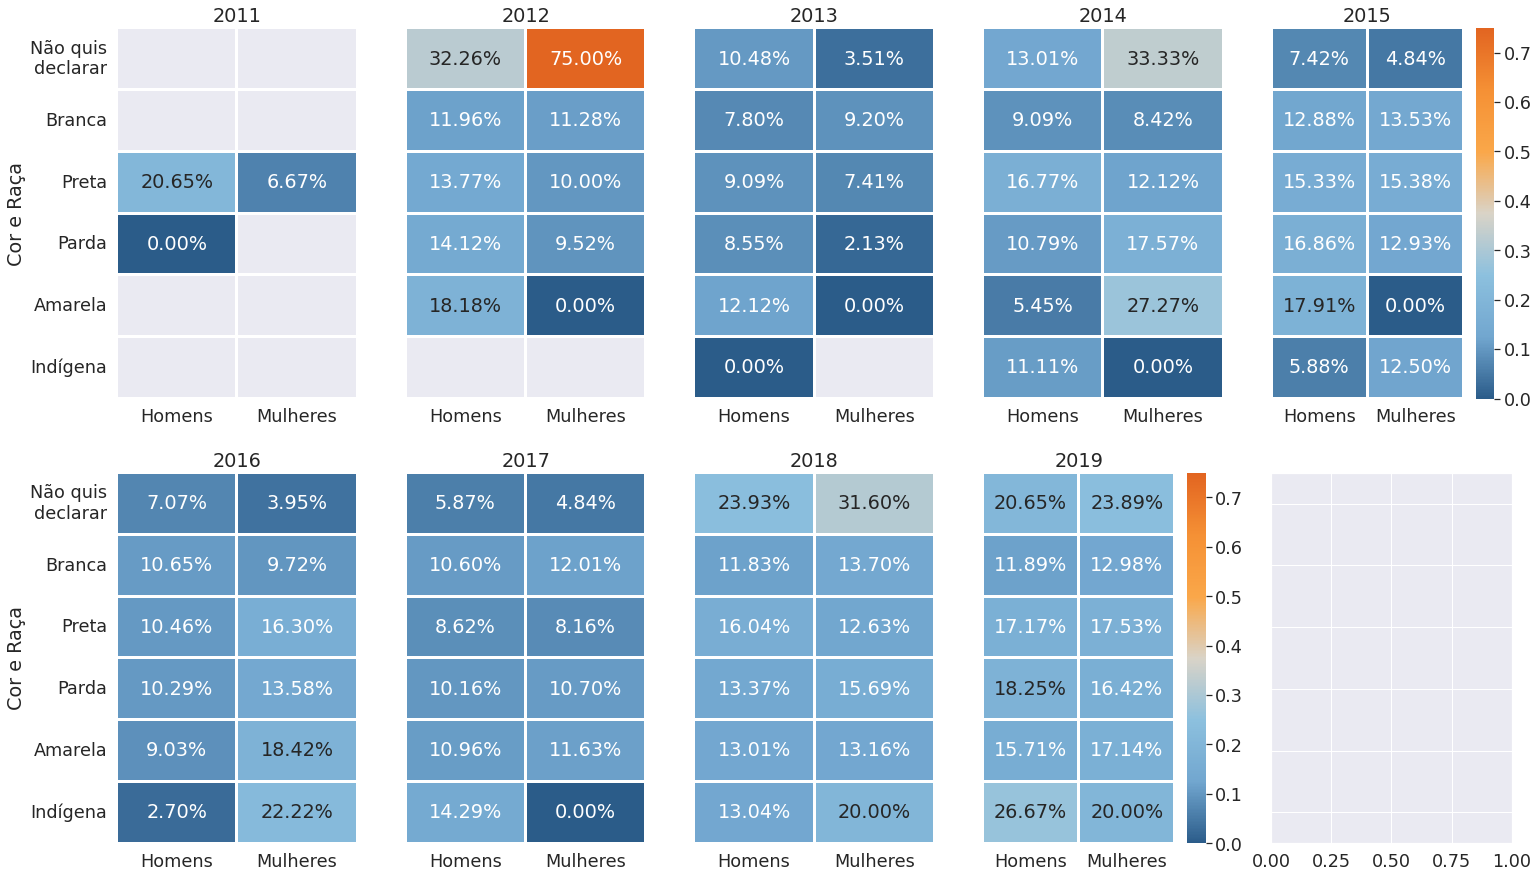 2011 2012 2013 2014 2015
Não quis
declarar
32.26% 75.00% 10.48% 3.51% 13.01% 33.33% 7.42% 4.84%
Branca 11.96% 11.28% 7.80% 9.20% 9.09% 8.42% 12.88% 13.53%
Preta 20.65% 6.67% 13.77% 10.00% 9.09% 7.41% 16.77% 12.12% 15.33% 15.38%
Parda 0.00% 14.12% 9.52% 8.55% 2.13% 10.79% 17.57% 16.86% 12.93%
Amarela 18.18% 0.00% 12.12% 0.00% 5.45% 27.27% 17.91% 0.00%
Indígena 0.00% 11.11% 0.00% 5.88% 12.50%
Cor e Raça
Homens Mulheres Homens Mulheres Homens Mulheres Homens Mulheres Homens Mulheres
0.7
0.6
0.5
0.4
0.3
0.2
0.1
0.0
2016 2017 2018 2019
Não quis
declarar
7.07% 3.95% 5.87% 4.84% 23.93% 31.60% 20.65% 23.89%
Branca 10.65% 9.72% 10.60% 12.01% 11.83% 13.70% 11.89% 12.98%
Preta 10.46% 16.30% 8.62% 8.16% 16.04% 12.63% 17.17% 17.53%
Parda 10.29% 13.58% 10.16% 10.70% 13.37% 15.69% 18.25% 16.42%
Amarela 9.03% 18.42% 10.96% 11.63% 13.01% 13.16% 15.71% 17.14%
Indígena 2.70% 22.22% 14.29% 0.00% 13.04% 20.00% 26.67% 20.00%
Cor e Raça
Homens Mulheres Homens Mulheres Homens Mulheres Homens Mulheres
0.7
0.6
0.5
0.4
0.3
0.2
0.1
0.0
0.00 0.25 0.50 0.75 1.00